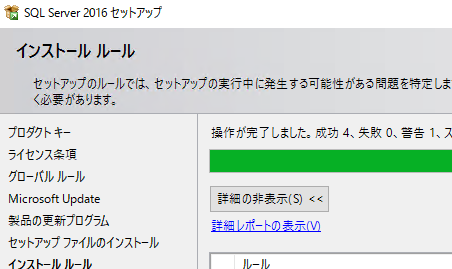 SQL Server 2016 セットアップ
インストール ルール
セットアップのルールでは、セットアップの実行中に発生する可能性がある問題を特定しま
く必要があります。
プロダクト キー
ライセンス条項
グローバル ルール
Microsoft Update
製品の更新プログラム
セットアップ ファイルのインストール
インストール ルール
操作が完了しました。成功 4、失敗 0、警告 1、ス
詳細の非表示(S) <<
詳細レポートの表示(V)
ルール